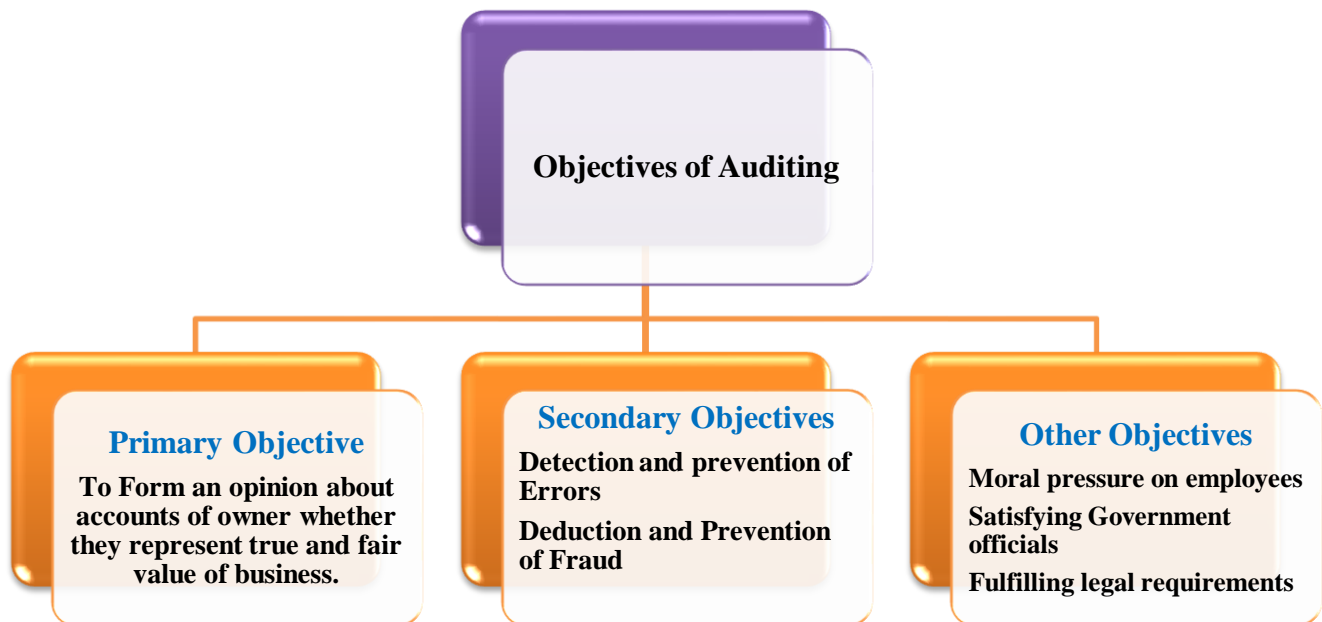 Objectives of Auditing
Primary Objective
To Form an opinion about
accounts of owner whether
they represent true and fair
value of business.
Secondary Objectives
Detection and prevention of
Errors
Deduction and Prevention
of Fraud
Other Objectives
Moral pressure on employees
Satisfying Government
officials
Fulfilling legal requirements